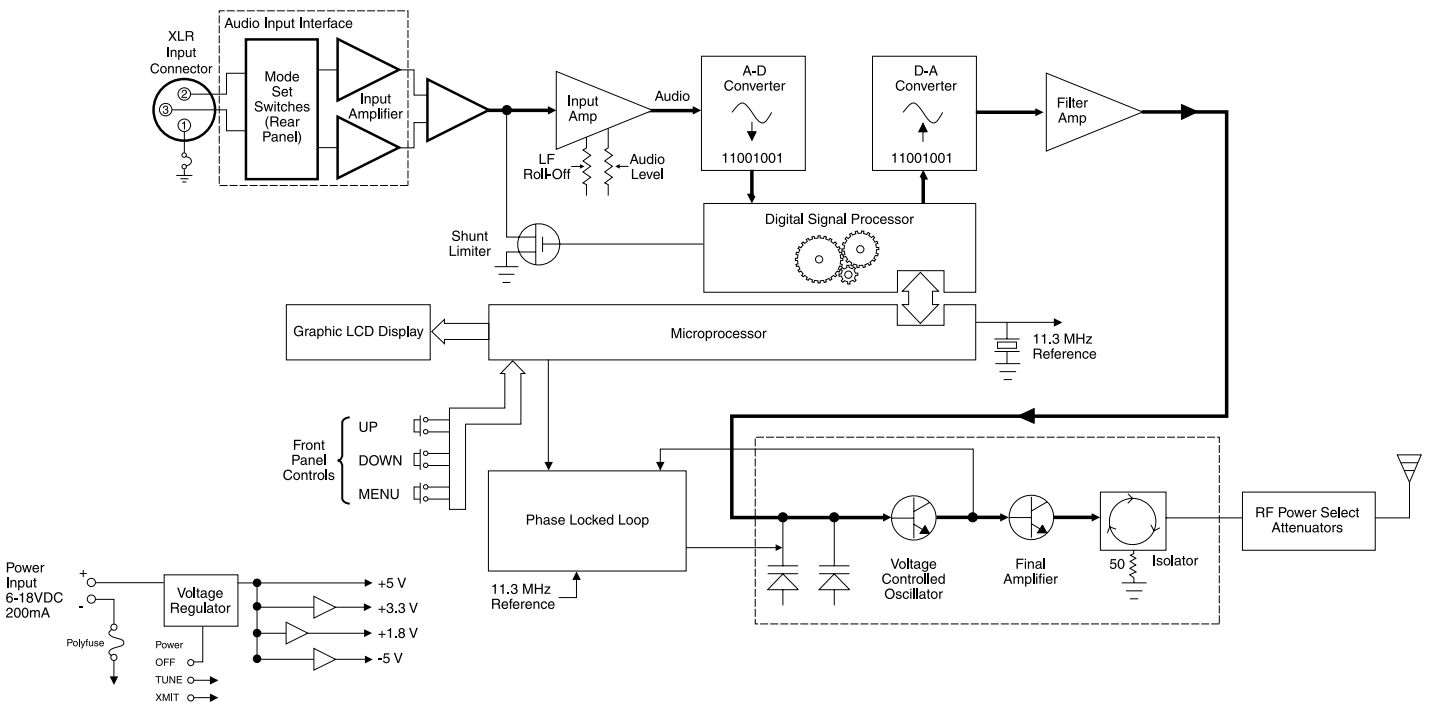 Audio Input Interface
XLR
Input
Connector
2
3
1
Mode
Set
Switches
(Rear
Panel)
Input
Amplifier
Input
Amp
LF
Roll-Off
Audio
Level
Audio
A-D
Converter
11001001
D-A
Converter
11001001
Filter
Amp
Shunt
Limiter
Digital Signal Processor
Graphic LCD Display
Microprocessor
11.3 MHz
Reference
Front
Panel
Controls
UP
DOWN
MENU
Phase Locked Loop
11.3 MHz
Reference
Voltage
Controlled
Oscillator
Final
Amplifier
50
Isolator
RF Power Select
Attenuators
Power
Input
6-18VDC
200mA
+
-
Polyfuse
Voltage
Regulator
Power
OFF
TUNE
XMIT
+5 V
+3.3 V
+1.8 V
-5 V